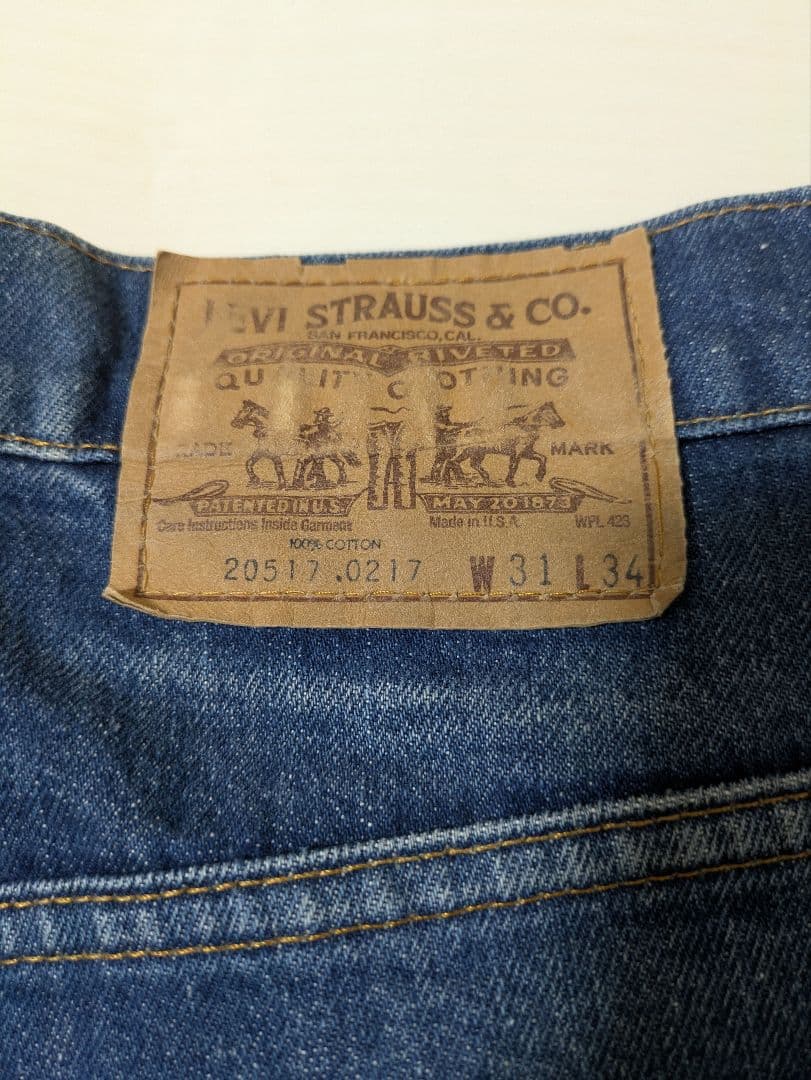 LEVI STRAUSS & CO.
SAN FRANCISCO, CAL.
ORIGINAL RIVETED
QUALITY CLOTHING
TRADE MARK
PATENTED IN U.S. MAY 20 1873
Care Instructions Inside Garment Made in U.S.A. WPL 423
100% COTTON
20517.0217 W 31 L 34